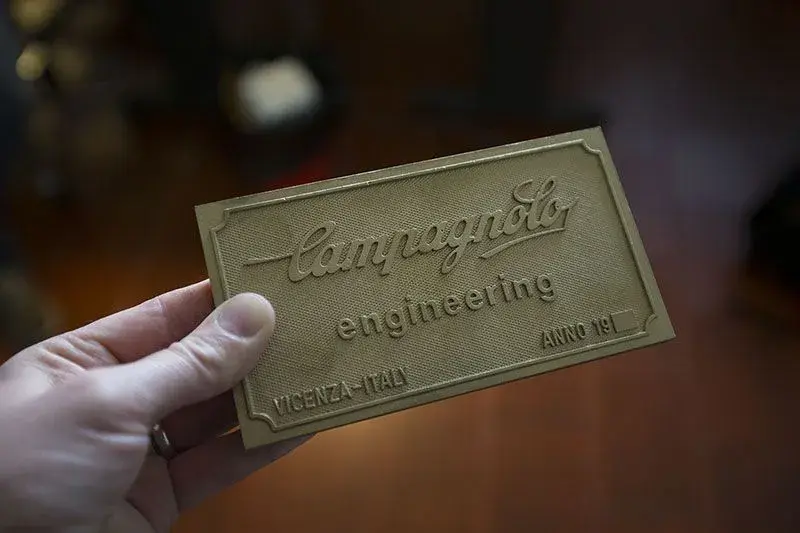 Campagnolo
engineering
ANNO 19
VICENZA-ITALY